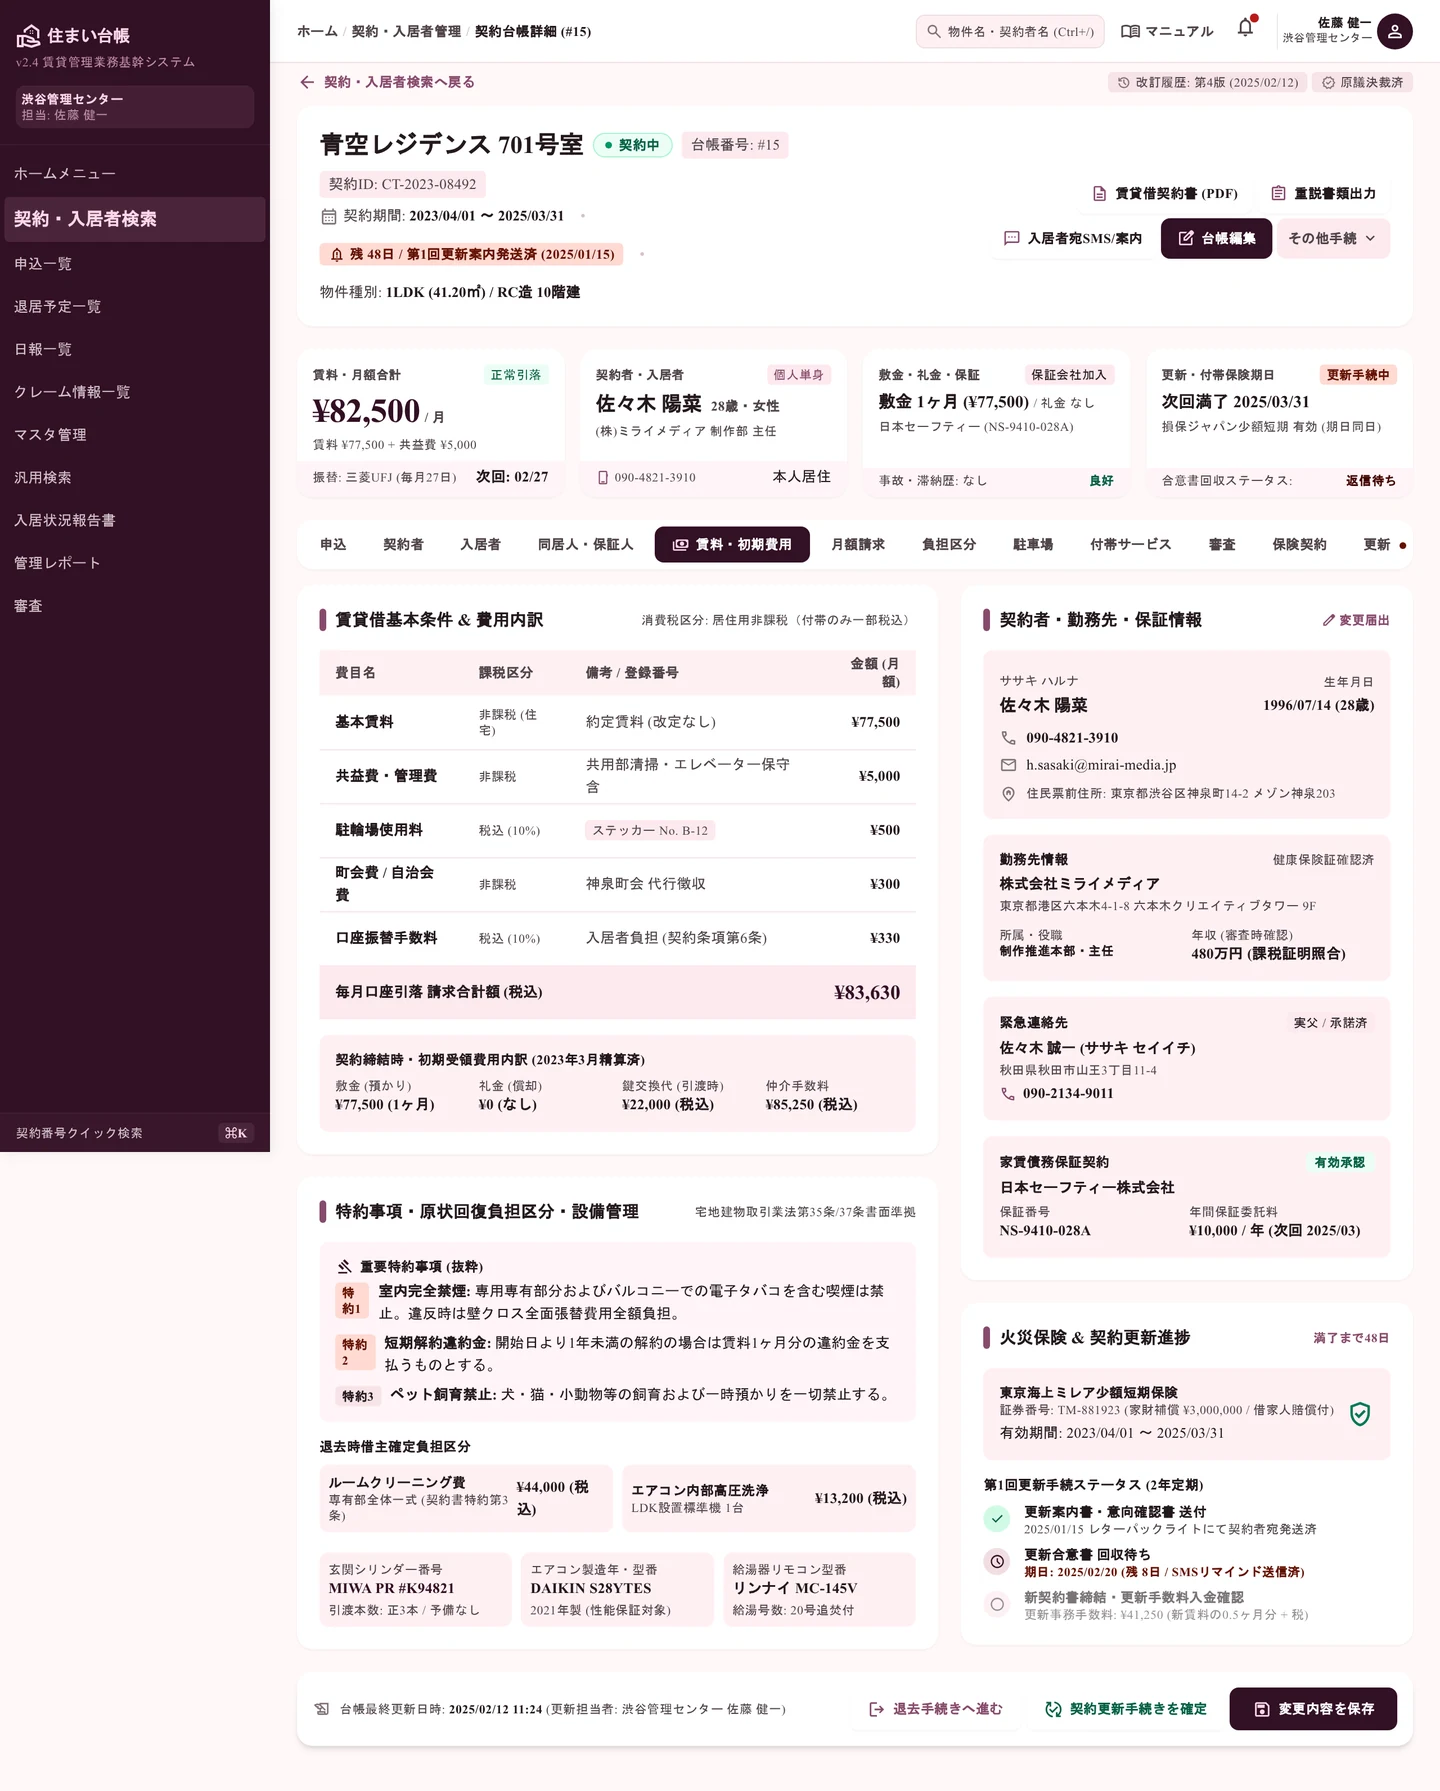 住まい台帳
v2.4 賃貸管理業務基幹システム
渋谷管理センター
担当: 佐藤 健一
ホームメニュー
契約・入居者検索
申込一覧
退居予定一覧
日報一覧
クレーム情報一覧
マスタ管理
汎用検索
入居状況報告書
管理レポート
審査
契約番号クイック検索
⌘K
ホーム / 契約・入居者管理 / 契約台帳詳細 (#15)
物件名・契約者名 (Ctrl+/)
マニュアル
佐藤 健一
渋谷管理センター
契約・入居者検索へ戻る
改訂履歴: 第4版 (2025/02/12)
原議決裁済
青空レジデンス 701号室
契約中
台帳番号: #15
契約ID: CT-2023-08492
契約期間: 2023/04/01 〜 2025/03/31
残 48日 / 第1回更新案内発送済 (2025/01/15)
物件種別: 1LDK (41.20㎡) / RC造 10階建
賃貸借契約書 (PDF)
重説書類出力
入居者宛SMS/案内
台帳編集
その他手続
賃料・月額合計
正常引落
¥82,500 / 月
賃料 ¥77,500 + 共益費 ¥5,000
振替: 三菱UFJ (毎月27日)
次回: 02/27
契約者・入居者
個人単身
佐々木 陽菜 28歳・女性
(株)ミライメディア 制作部 主任
090-4821-3910
本人居住
敷金・礼金・保証
保証会社加入
敷金 1ヶ月 (¥77,500) / 礼金 なし
日本セーフティー (NS-9410-028A)
事故・滞納歴: なし
良好
更新・付帯保険期日
更新手続中
次回満了 2025/03/31
損保ジャパン少額短期 有効 (期日同日)
合意書回収ステータス:
返信待ち
申込
契約者
入居者
同居人・保証人
賃料・初期費用
月額請求
負担区分
駐車場
付帯サービス
審査
保険契約
更新
賃貸借基本条件 & 費用内訳
消費税区分: 居住用非課税（付帯のみ一部税込）
費目名
課税区分
備考 / 登録番号
金額 (月
額)
基本賃料
非課税 (住
宅)
約定賃料 (改定なし)
¥77,500
共益費・管理費
非課税
共用部清掃・エレベーター保守
含
¥5,000
駐輪場使用料
税込 (10%)
ステッカー No. B-12
¥500
町会費 / 自治会
費
非課税
神泉町会 代行徴収
¥300
口座振替手数料
税込 (10%)
入居者負担 (契約条項第6条)
¥330
毎月口座引落 請求合計額 (税込)
¥83,630
契約締結時・初期受領費用内訳 (2023年3月精算済)
敷金 (預かり)
¥77,500 (1ヶ月)
礼金 (償却)
¥0 (なし)
鍵交換代 (引渡時)
¥22,000 (税込)
仲介手数料
¥85,250 (税込)
特約事項・原状回復負担区分・設備管理
宅地建物取引業法第35条/37条書面準拠
重要特約事項 (抜粋)
特
約1
室内完全禁煙: 専用専有部分およびバルコニーでの電子タバコを含む喫煙は禁
止。違反時は壁クロス全面張替費用全額負担。
特約
2
短期解約違約金: 開始日より1年未満の解約の場合は賃料1ヶ月分の違約金を支
払うものとする。
特約3
ペット飼育禁止: 犬・猫・小動物等の飼育および一時預かりを一切禁止する。
退去時借主確定負担区分
ルームクリーニング費
専有部全体一式 (契約書特約第3
条)
¥44,000 (税
込)
エアコン内部高圧洗浄
LDK設置標準機 1台
¥13,200 (税込)
玄関シリンダー番号
MIWA PR #K94821
引渡本数: 正3本 / 予備なし
エアコン製造年・型番
DAIKIN S28YTES
2021年製 (性能保証対象)
給湯器リモコン型番
リンナイ MC-145V
給湯号数: 20号追焚付
契約者・勤務先・保証情報
変更届出
ササキ ハルナ
佐々木 陽菜
生年月日
1996/07/14 (28歳)
090-4821-3910
h.sasaki@mirai-media.jp
住民票前住所: 東京都渋谷区神泉町14-2 メゾン神泉203
勤務先情報
健康保険証確認済
株式会社ミライメディア
東京都港区六本木4-1-8 六本木クリエイティブタワー 9F
所属・役職
制作推進本部・主任
年収 (審査時確認)
480万円 (課税証明照合)
緊急連絡先
実父 / 承諾済
佐々木 誠一 (ササキ セイイチ)
秋田県秋田市山王3丁目11-4
090-2134-9011
家賃債務保証契約
有効承認
日本セーフティー株式会社
保証番号
NS-9410-028A
年間保証委託料
¥10,000 / 年 (次回 2025/03)
火災保険 & 契約更新進捗
満了まで48日
東京海上ミレア少額短期保険
証券番号: TM-881923 (家財補償 ¥3,000,000 / 借家人賠償付)
有効期間: 2023/04/01 〜 2025/03/31
第1回更新手続ステータス (2年定期)
更新案内書・意向確認書 送付
2025/01/15 レターパックライトにて契約者宛発送済
更新合意書 回収待ち
期日: 2025/02/20 (残 8日 / SMSリマインド送信済)
新契約書締結・更新手数料入金確認
更新事務手数料: ¥41,250 (新賃料の0.5ヶ月分 + 税)
台帳最終更新日時: 2025/02/12 11:24 (更新担当者: 渋谷管理センター 佐藤 健一)
退去手続きへ進む
契約更新手続きを確定
変更内容を保存